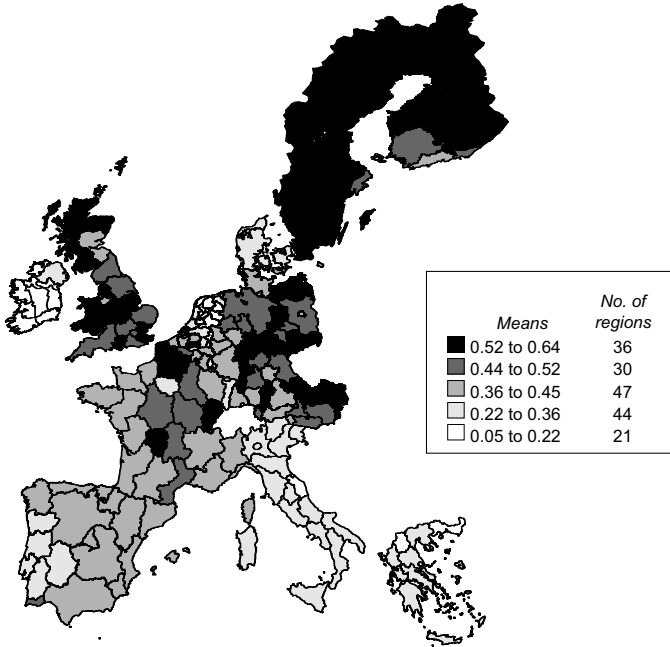 No. of
Means regions
0.52 to 0.64 36
0.44 to 0.52 30
0.36 to 0.45 47
0.22 to 0.36 44
0.05 to 0.22 21